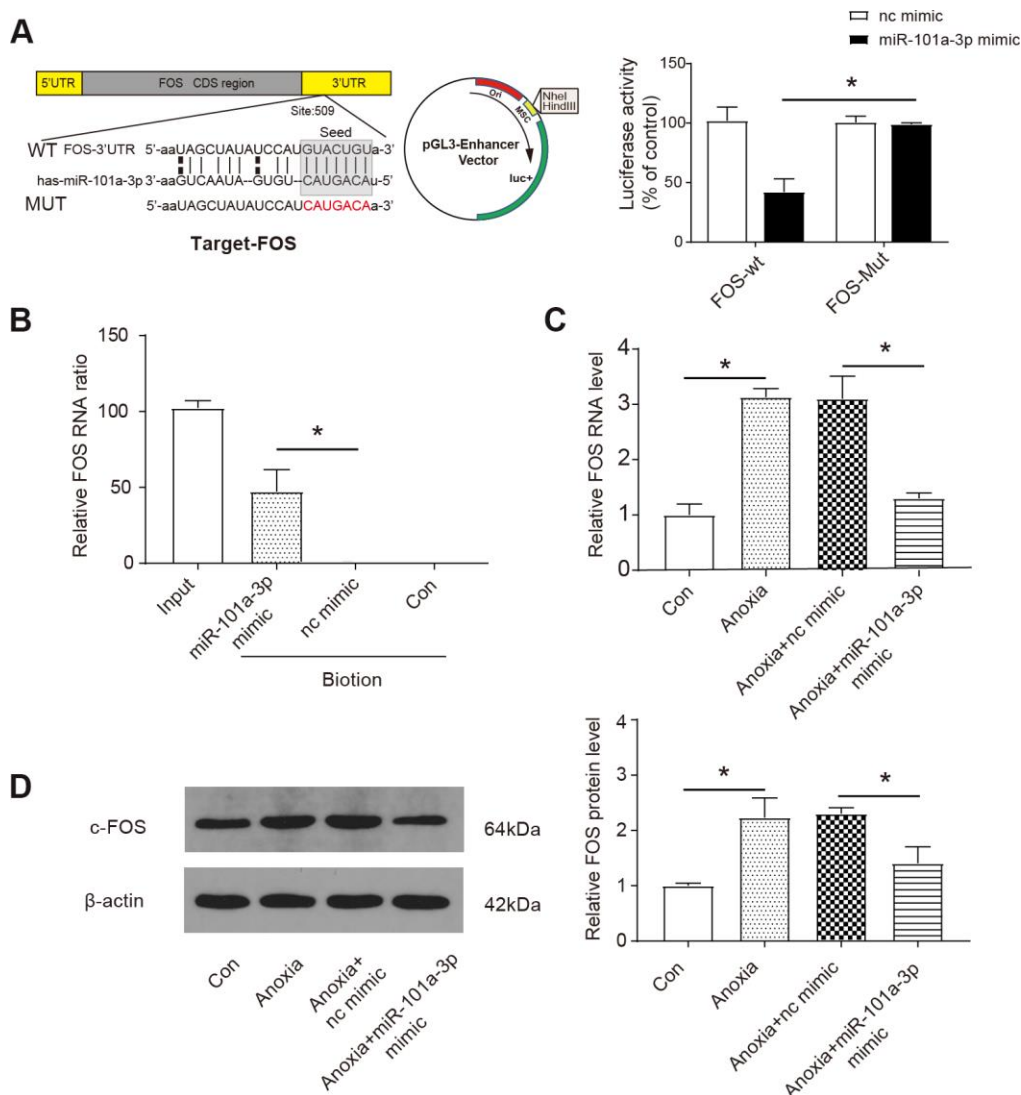 A
5'UTR FOS CDS region 3'UTR
Site:509
Seed
WT FOS-3'UTR 5'-aaUAGCUAUAUCCAUGUACUGUa-3'
has-miR-101a-3p 3'-aaGUCAAUA--GUGU--CAUGACAu-5'
MUT 5'-aaUAGCUAUAUCCAUCAUGACAa-3'
Target-FOS
Ori
MSC
NheI
HindIII
pGL3-Enhancer
Vector
luc+
nc mimic
miR-101a-3p mimic
Luciferase activity
(% of control)
150
100
50
0
*
FOS-wt
FOS-Mut
B
Relative FOS RNA ratio
150
100
50
0
*
Input
miR-101a-3p
mimic
nc mimic
Con
Biotion
C
Relative FOS RNA level
4
3
2
1
0
*
*
Con
Anoxia
Anoxia+nc mimic
Anoxia+miR-101a-3p
mimic
D
c-FOS
64kDa
β-actin
42kDa
Con
Anoxia
Anoxia+
nc mimic
Anoxia+miR-101a-3p
mimic
Relative FOS protein level
4
3
2
1
0
*
*
Con
Anoxia
Anoxia+nc mimic
Anoxia+miR-101a-3p
mimic